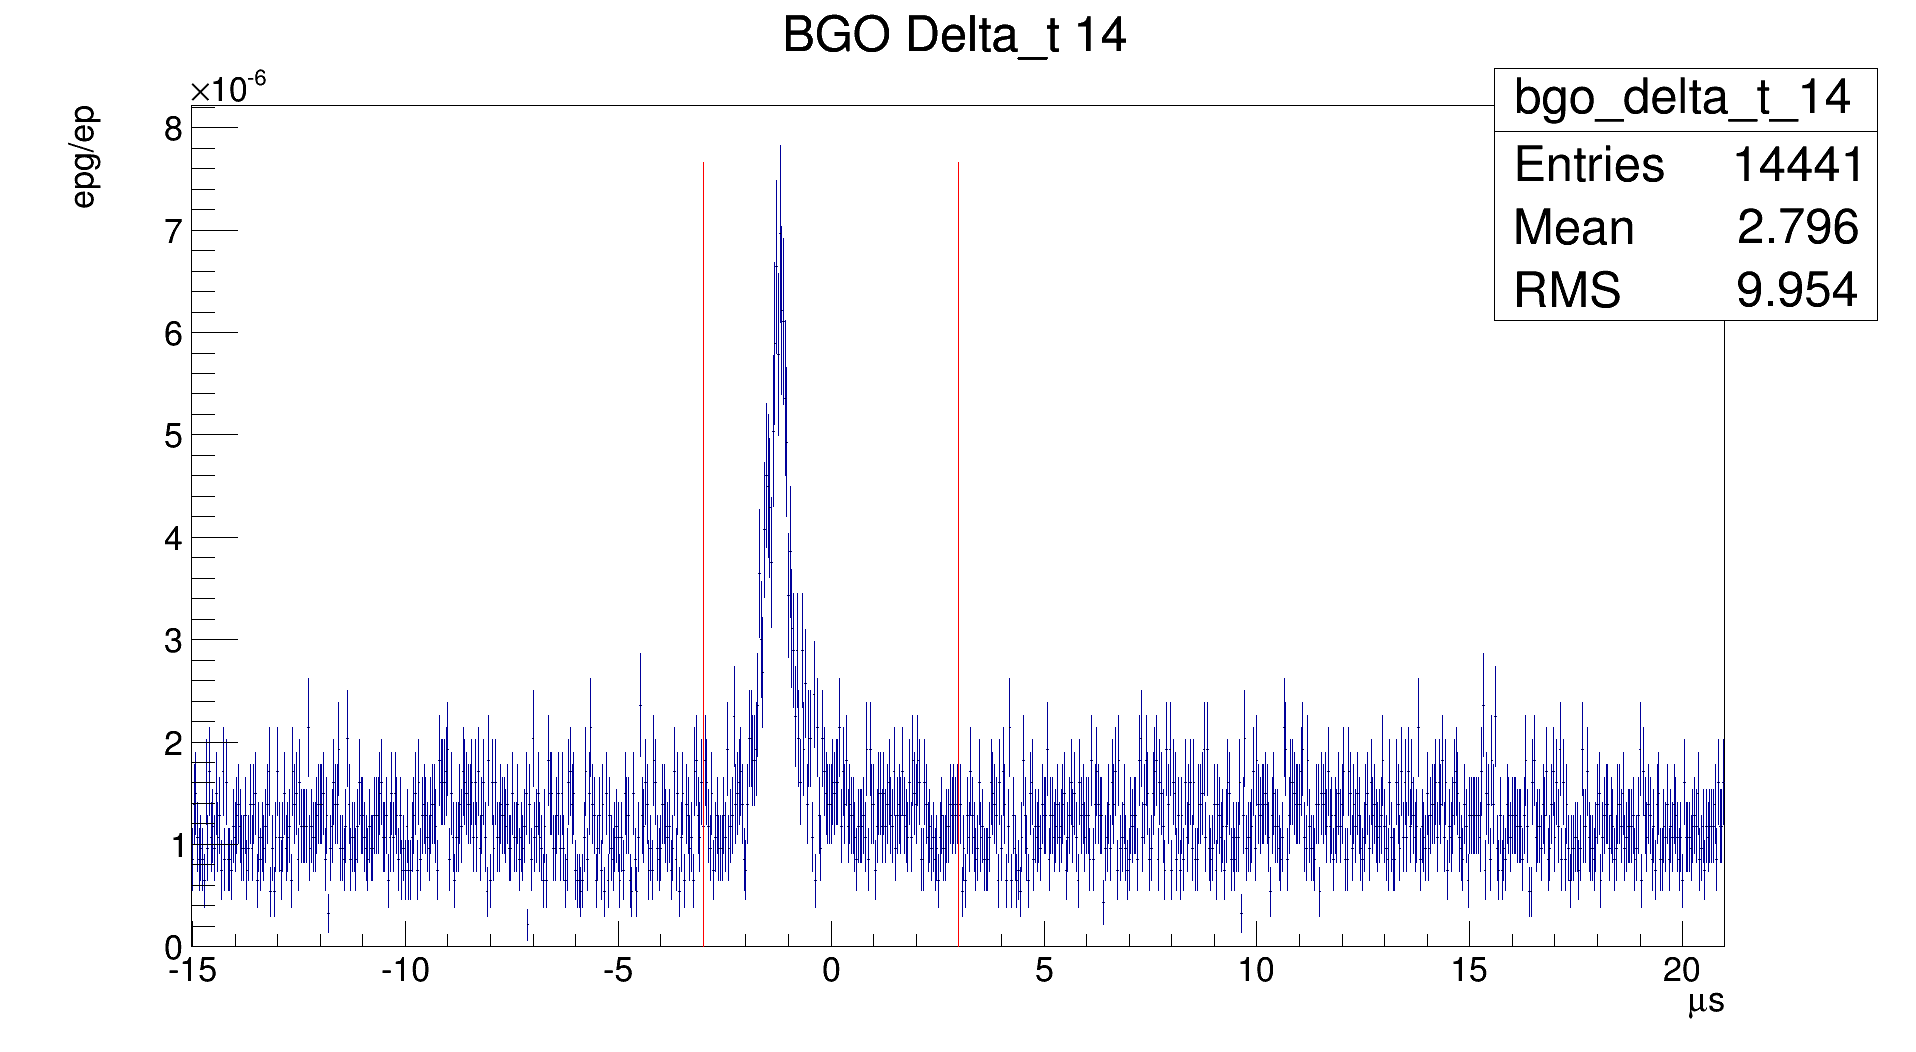 BGO Delta_t 14
×10-6
epg/ep
bgo_delta_t_14
Entries 14441
Mean 2.796
RMS 9.954
8
7
6
5
4
3
2
1
0
-15 -10 -5 0 5 10 15 20
μs